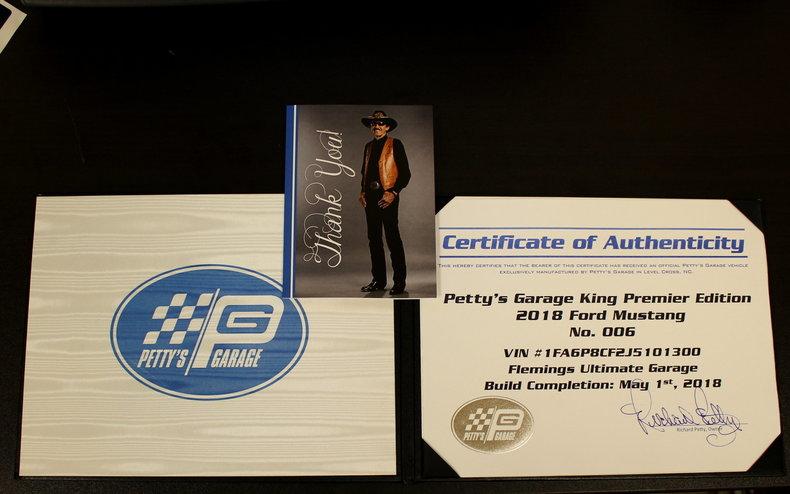 Thank You!
PETTY'S GARAGE
PG
Certificate of Authenticity
THIS HEREBY CERTIFIES THAT THE BEARER OF THIS CERTIFICATE HAS RECEIVED AN OFFICIAL PETTY'S GARAGE VEHICLE
EXCLUSIVELY MANUFACTURED BY PETTY'S GARAGE IN LEVEL CROSS, NC.
Petty's Garage King Premier Edition
2018 Ford Mustang
No. 006
VIN #1FA6P8CF2J5101300
Flemings Ultimate Garage
Build Completion: May 1st, 2018
Richard Petty
Richard Petty, Owner
PG
PETTY'S GARAGE